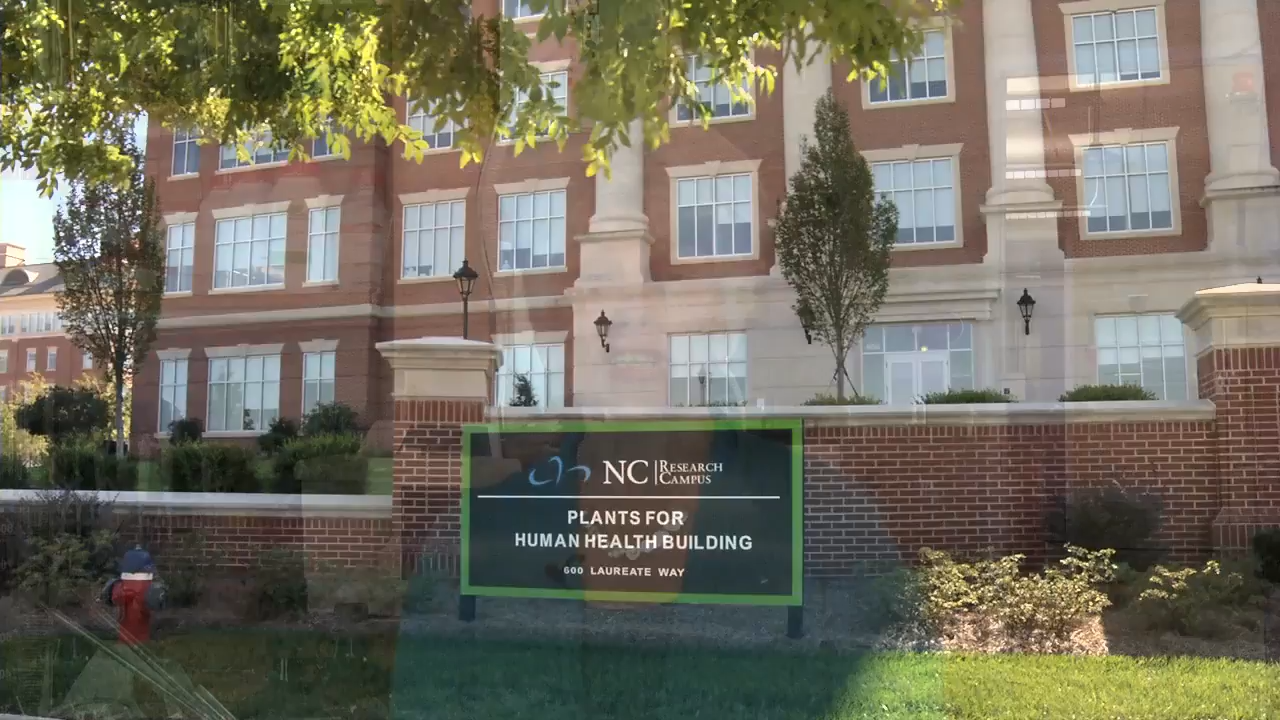 NC RESEARCH
CAMPUS
PLANTS FOR
HUMAN HEALTH BUILDING
600 LAUREATE WAY